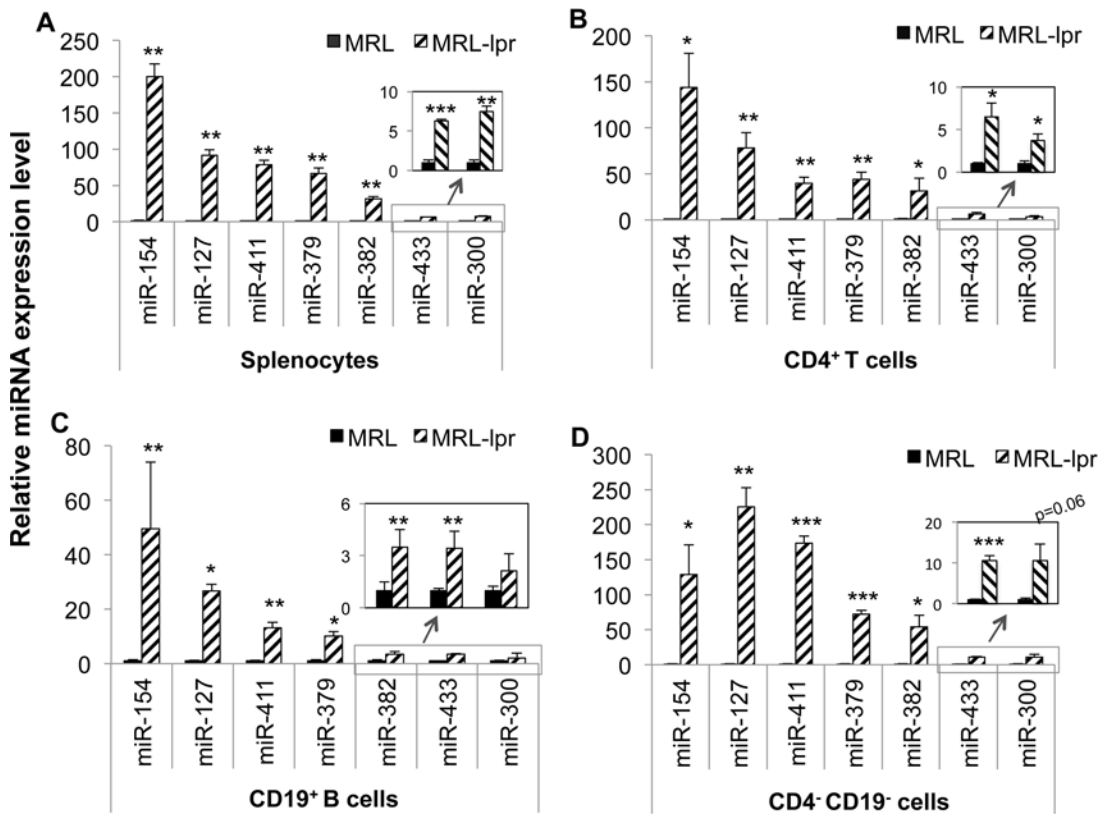 Relative miRNA expression level
A
MRL MRL-lpr
250
200
150
100
50
0
** ** ** ** **
10
5
0
*** **
miR-154 miR-127 miR-411 miR-379 miR-382 miR-433 miR-300
Splenocytes
B
MRL MRL-lpr
200
150
100
50
0
* ** ** ** *
10
5
0
* *
miR-154 miR-127 miR-411 miR-379 miR-382 miR-433 miR-300
CD4⁺ T cells
C
MRL MRL-lpr
80
60
40
20
0
** * ** *
6
3
0
** **
miR-154 miR-127 miR-411 miR-379 miR-382 miR-433 miR-300
CD19⁺ B cells
D
MRL MRL-lpr
300
250
200
150
100
50
0
* ** *** *** *
20
10
0
*** p=0.06
miR-154 miR-127 miR-411 miR-379 miR-382 miR-433 miR-300
CD4⁻ CD19⁻ cells